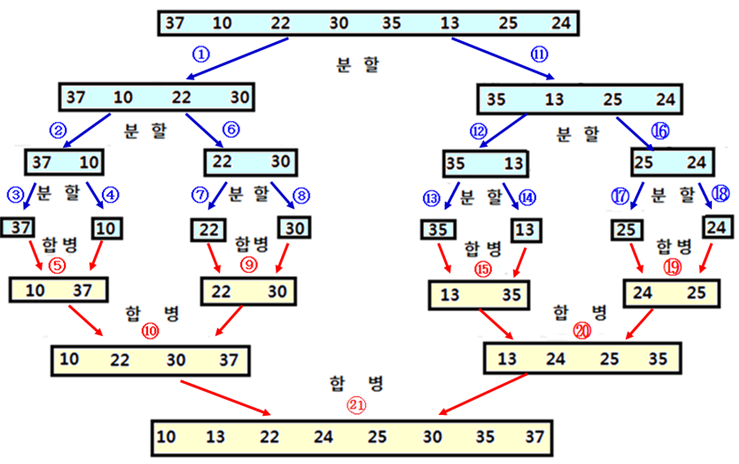 37 10 22 30 35 13 25 24
① 분 할 ⑪
37 10 22 30 35 13 25 24
② 분 할 ⑥ ⑫ 분 할 ⑯
37 10 22 30 35 13 25 24
③ 분 할 ④ ⑦ 분 할 ⑧ ⑬ 분 할 ⑭ ⑰ 분 할 ⑱
37 10 22 30 35 13 25 24
합 병 합 병 합 병 합 병
⑤ ⑨ ⑮ ⑲
10 37 22 30 13 35 24 25
합 병 합 병
⑩ ⑳
10 22 30 37 13 24 25 35
합 병
㉑
10 13 22 24 25 30 35 37